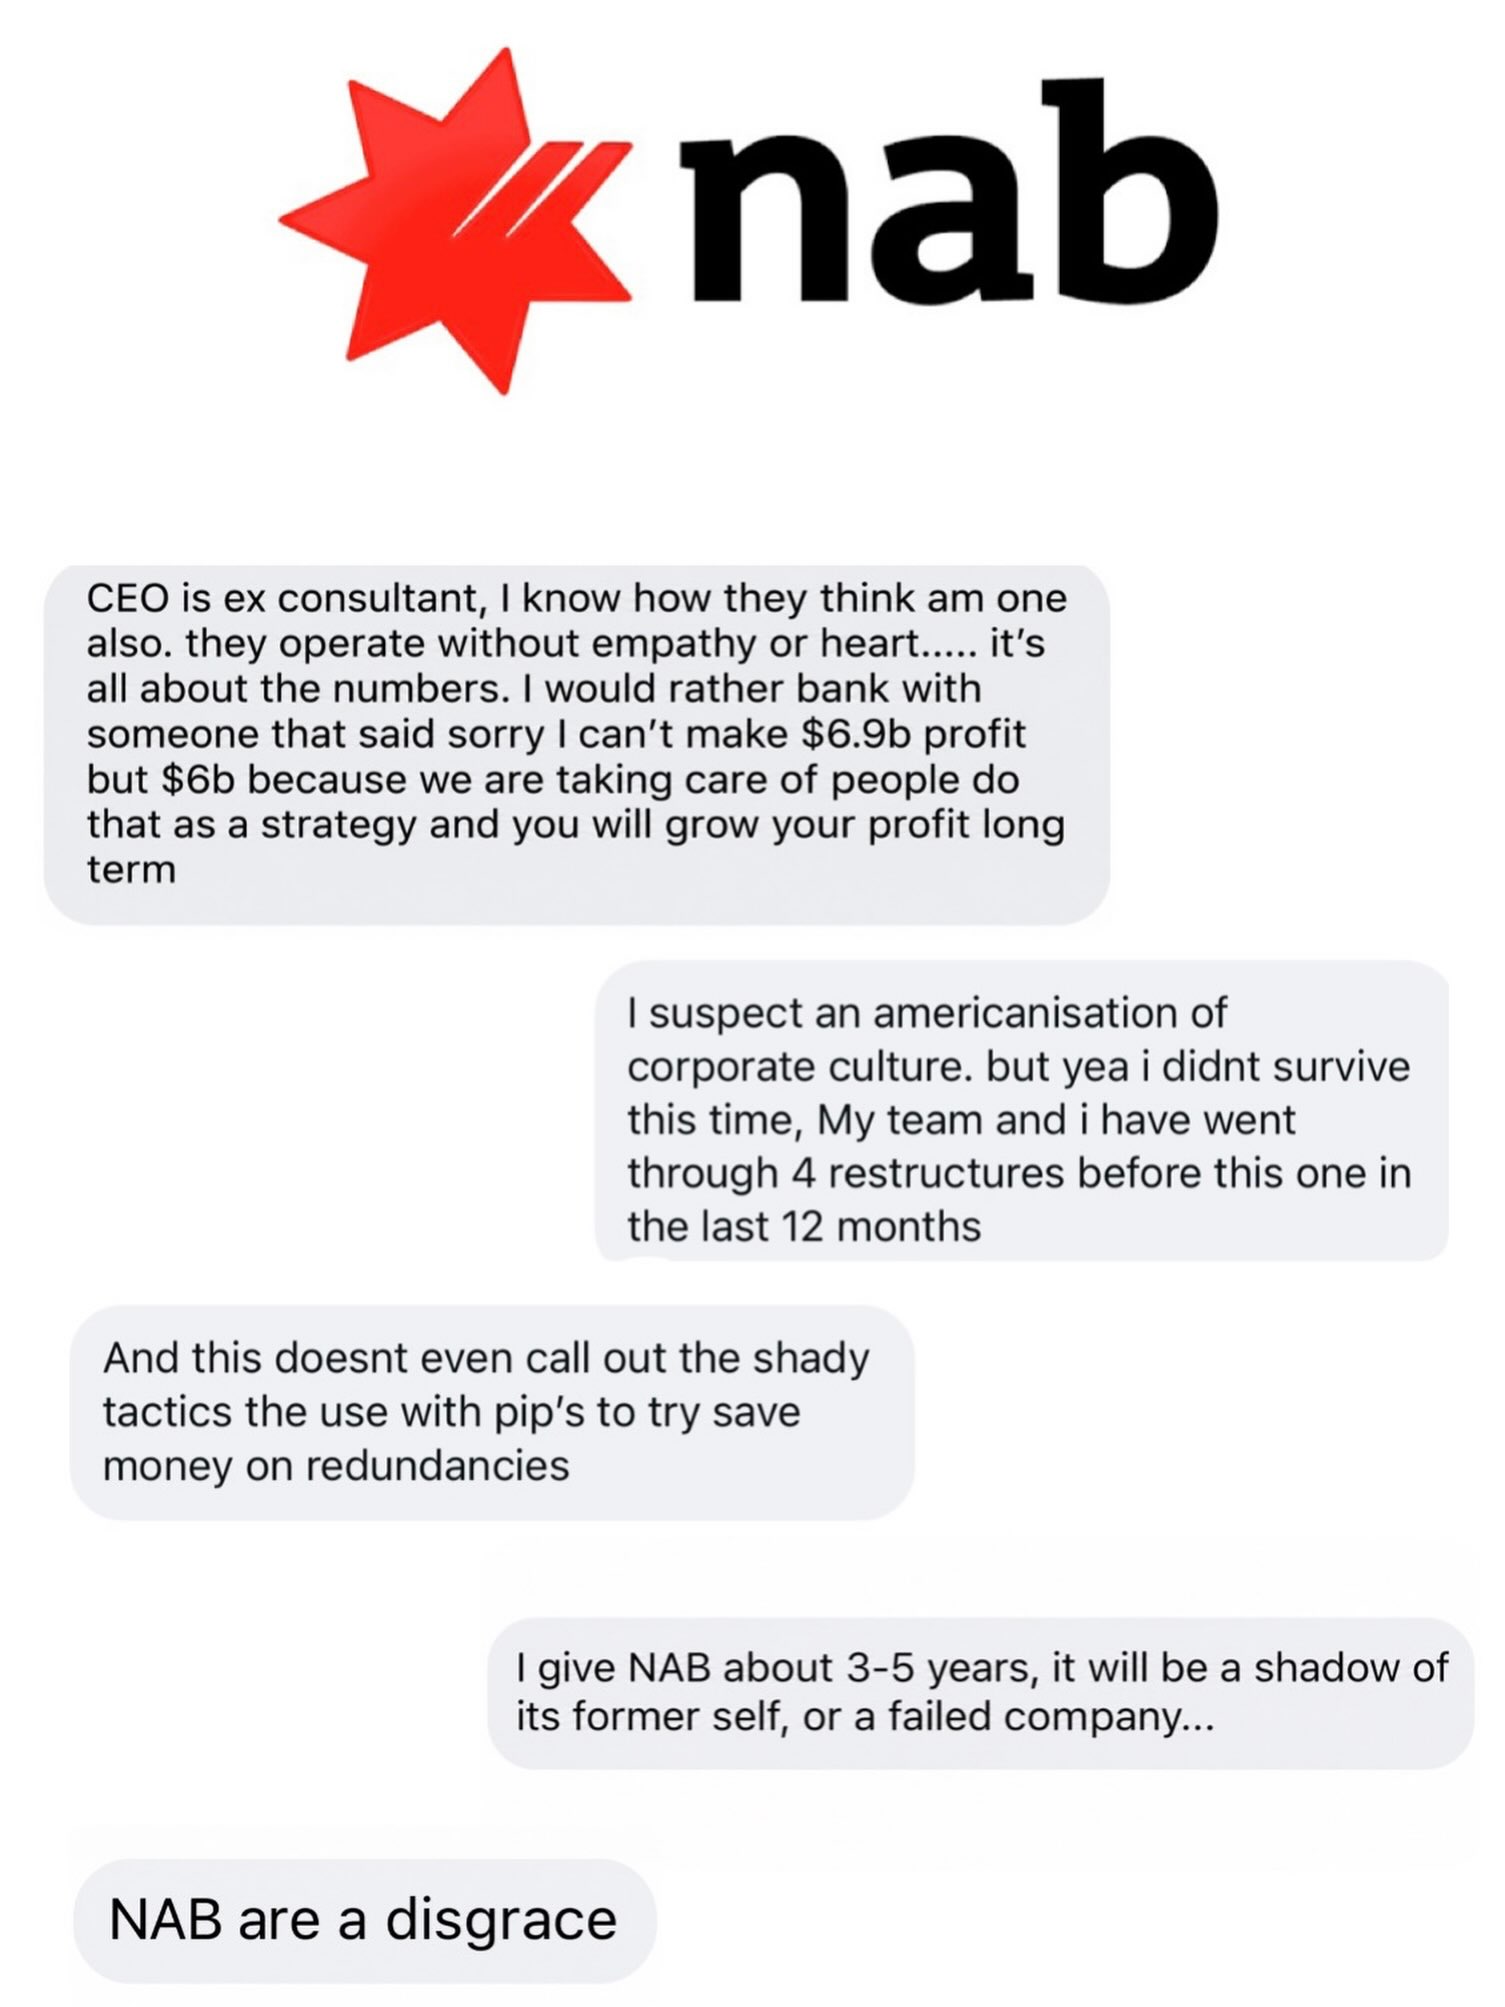 nab
CEO is ex consultant, I know how they think am one
also. they operate without empathy or heart..... it's
all about the numbers. I would rather bank with
someone that said sorry I can't make $6.9b profit
but $6b because we are taking care of people do
that as a strategy and you will grow your profit long
term
I suspect an americanisation of
corporate culture. but yea i didnt survive
this time, My team and i have went
through 4 restructures before this one in
the last 12 months
And this doesnt even call out the shady
tactics the use with pip's to try save
money on redundancies
I give NAB about 3-5 years, it will be a shadow of
its former self, or a failed company...
NAB are a disgrace